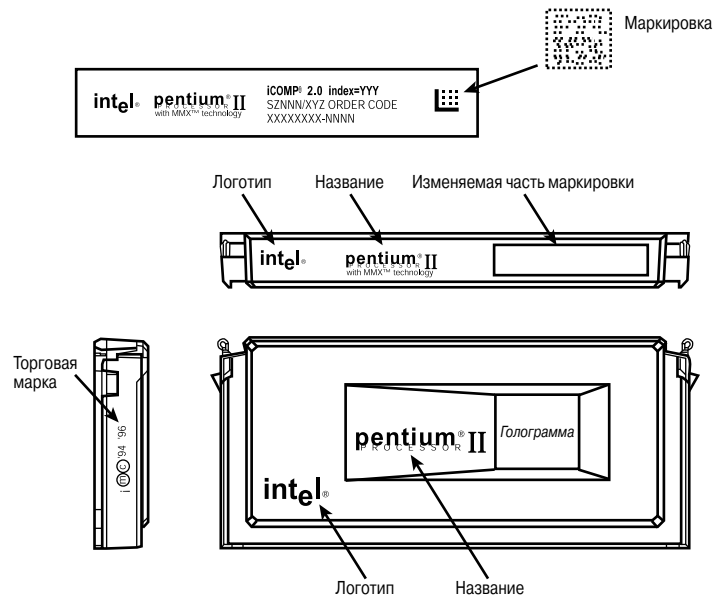 Маркировка
intel®
pentium® II
PROCESSOR
with MMX™ technology
iCOMP® 2.0 index=YYY
SZNNN/XYZ ORDER CODE
XXXXXXXX-NNNN
Логотип
Название
Изменяемая часть маркировки
intel®
pentium® II
PROCESSOR
with MMX™ technology
Торговая
марка
i m c '94 '96
pentium® II
PROCESSOR
Голограмма
intel®
Логотип
Название